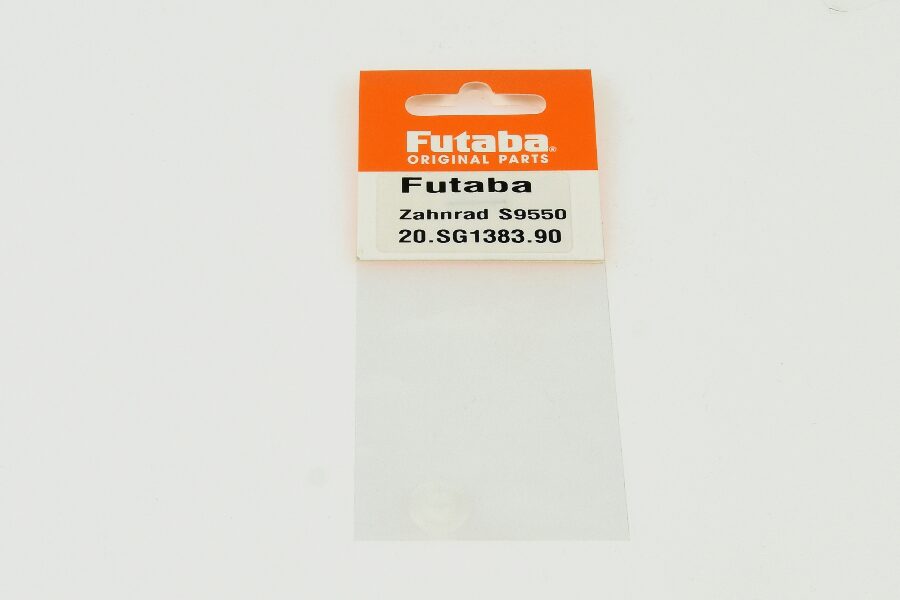 Futaba®
ORIGINAL PARTS
Futaba
Zahnrad S9550
20.SG1383.90